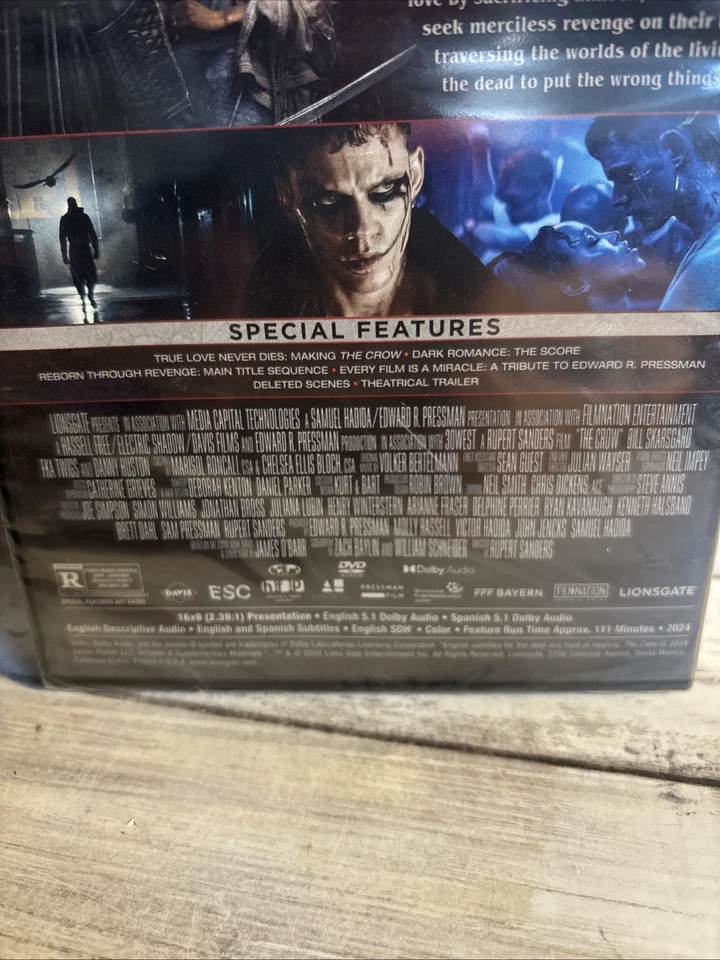 seek merciless revenge on their
traversing the worlds of the livi
the dead to put the wrong things
SPECIAL FEATURES
TRUE LOVE NEVER DIES: MAKING THE CROW • DARK ROMANCE: THE SCORE
REBORN THROUGH REVENGE: MAIN TITLE SEQUENCE • EVERY FILM IS A MIRACLE: A TRIBUTE TO EDWARD R. PRESSMAN
DELETED SCENES • THEATRICAL TRAILER
LIONSGATE PRESENTS IN ASSOCIATION WITH MEDIA CAPITAL TECHNOLOGIES A SAMUEL HADIDA/EDWARD R. PRESSMAN PRESENTATION IN ASSOCIATION WITH FILMNATION ENTERTAINMENT
A HASSELL FREE/ELECTRIC SHADOW/DAVIS FILMS AND EDWARD R. PRESSMAN PRODUCTION IN ASSOCIATION WITH 30WEST A RUPERT SANDERS FILM "THE CROW" BILL SKARSGÅRD
FKA TWIGS AND DANNY HUSTON MARISOL RONCALI, CSA & CHELSEA ELLIS BLOCH, CSA VOLKER BERTELMANN SEAN GUEST JULIAN WAYSER NEIL IMPEY
DEBORAH KENTON DANIEL PARKER KURT & BART ROBIN BROWN NEIL SMITH CHRIS DICKENS, ACE STEVE ANNIS
JOE SIMPSON SIMON WILLIAMS JONATHAN BROSS JULIANA LUBIN ARIANNE FRASER DELPHINE PERRIER RYAN KAVANAUGH KENNETH HALSBAND
BRETT DAHL SAM PRESSMAN RUPERT SANDERS EDWARD R. PRESSMAN MOLLY HASSELL VICTOR HADIDA JOHN JENCKS SAMUEL HADIDA
JAMES O'BARR ZACH BAYLIN AND WILLIAM SCHNEIDER RUPERT SANDERS
DVD Dolby Audio
R DAVIS ESC PRESSMAN FILM FFF BAYERN FILMNATION LIONSGATE
SPECIAL FEATURES NOT RATED
16x9 (2.39:1) Presentation • English 5.1 Dolby Audio • Spanish 5.1 Dolby Audio
English Descriptive Audio • English and Spanish Subtitles • English SDH* • Color • Feature Run Time Approx. 111 Minutes • 2024